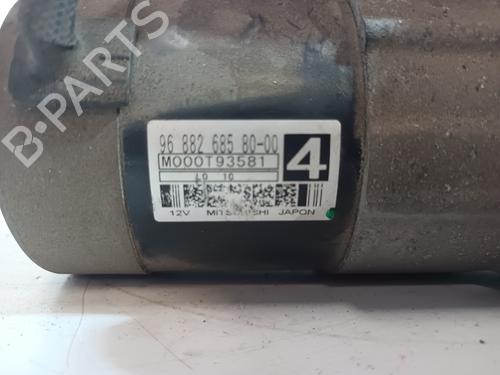 96 882 685 80-00
4
M000T93581
12V MITSUBISHI JAPON
B-PARTS